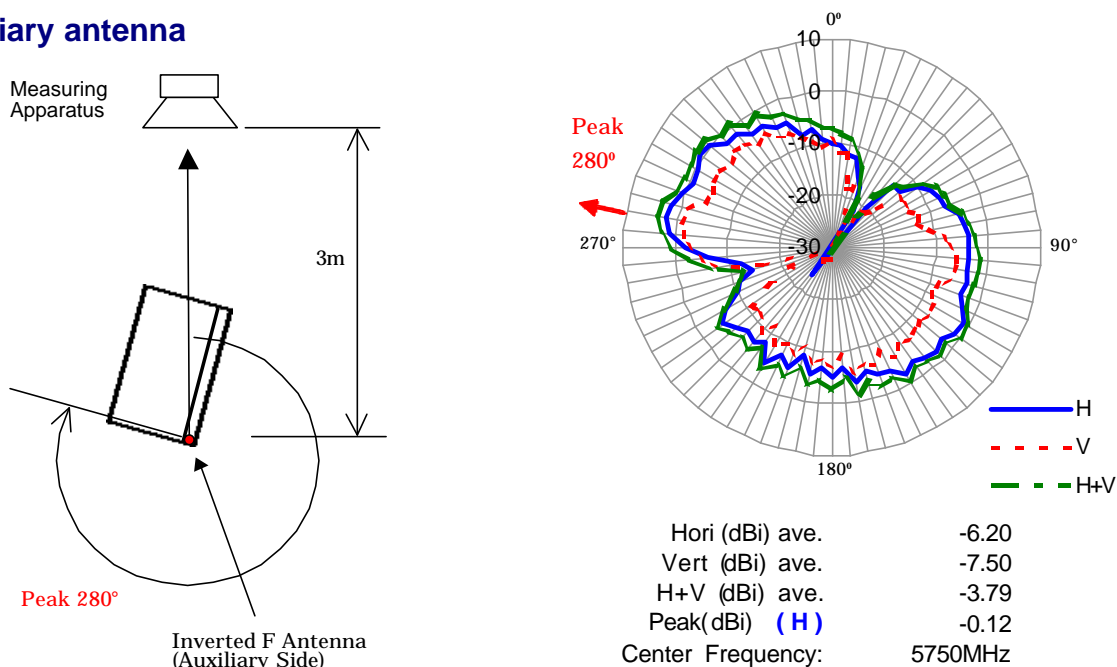 iary antenna
Measuring
Apparatus
3m
Peak 280°
Inverted F Antenna
(Auxiliary Side)
0°
10
0
-10
-20
-30
Peak
280°
270°
90°
180°
H
V
H+V
Hori (dBi) ave. -6.20
Vert (dBi) ave. -7.50
H+V (dBi) ave. -3.79
Peak(dBi) ( H ) -0.12
Center Frequency: 5750MHz